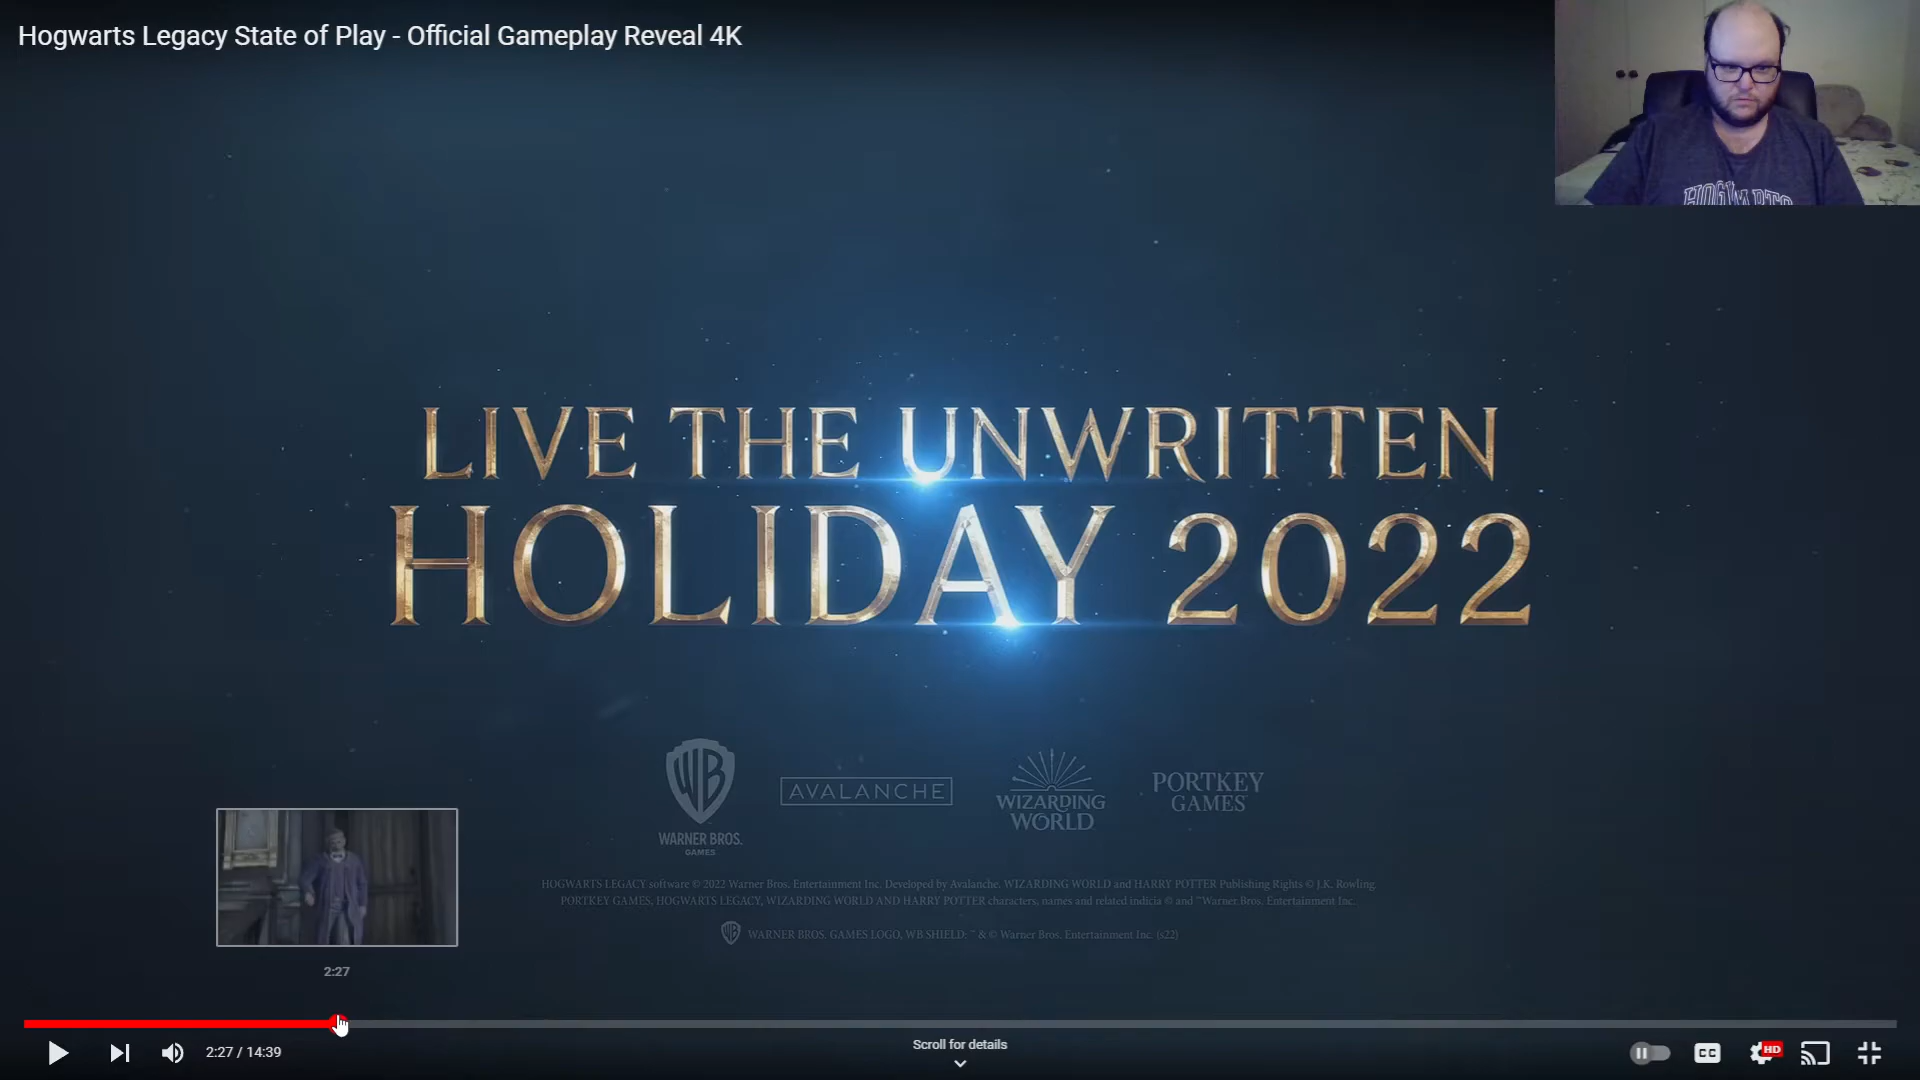 Hogwarts Legacy State of Play - Official Gameplay Reveal 4K
HOGWARTS
LIVE THE UNWRITTEN
HOLIDAY 2022
WB
WARNER BROS.
GAMES
AVALANCHE
WIZARDING
WORLD
PORTKEY
GAMES
HOGWARTS LEGACY software © 2022 Warner Bros. Entertainment Inc. Developed by Avalanche. WIZARDING WORLD and HARRY POTTER Publishing Rights © J.K. Rowling.
PORTKEY GAMES, HOGWARTS LEGACY, WIZARDING WORLD AND HARRY POTTER characters, names and related indicia © and ™ Warner Bros. Entertainment Inc.
WARNER BROS. GAMES LOGO, WB SHIELD: ™ & © Warner Bros. Entertainment Inc. (s22)
2:27
2:27 / 14:39
Scroll for details
CC
HD